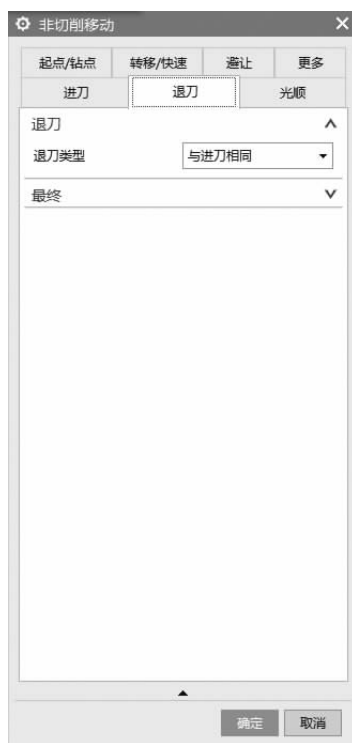 非切削移动
起点/钻点 转移/快速 避让 更多
进刀 退刀 光顺
退刀
退刀类型 与进刀相同
最终
确定 取消